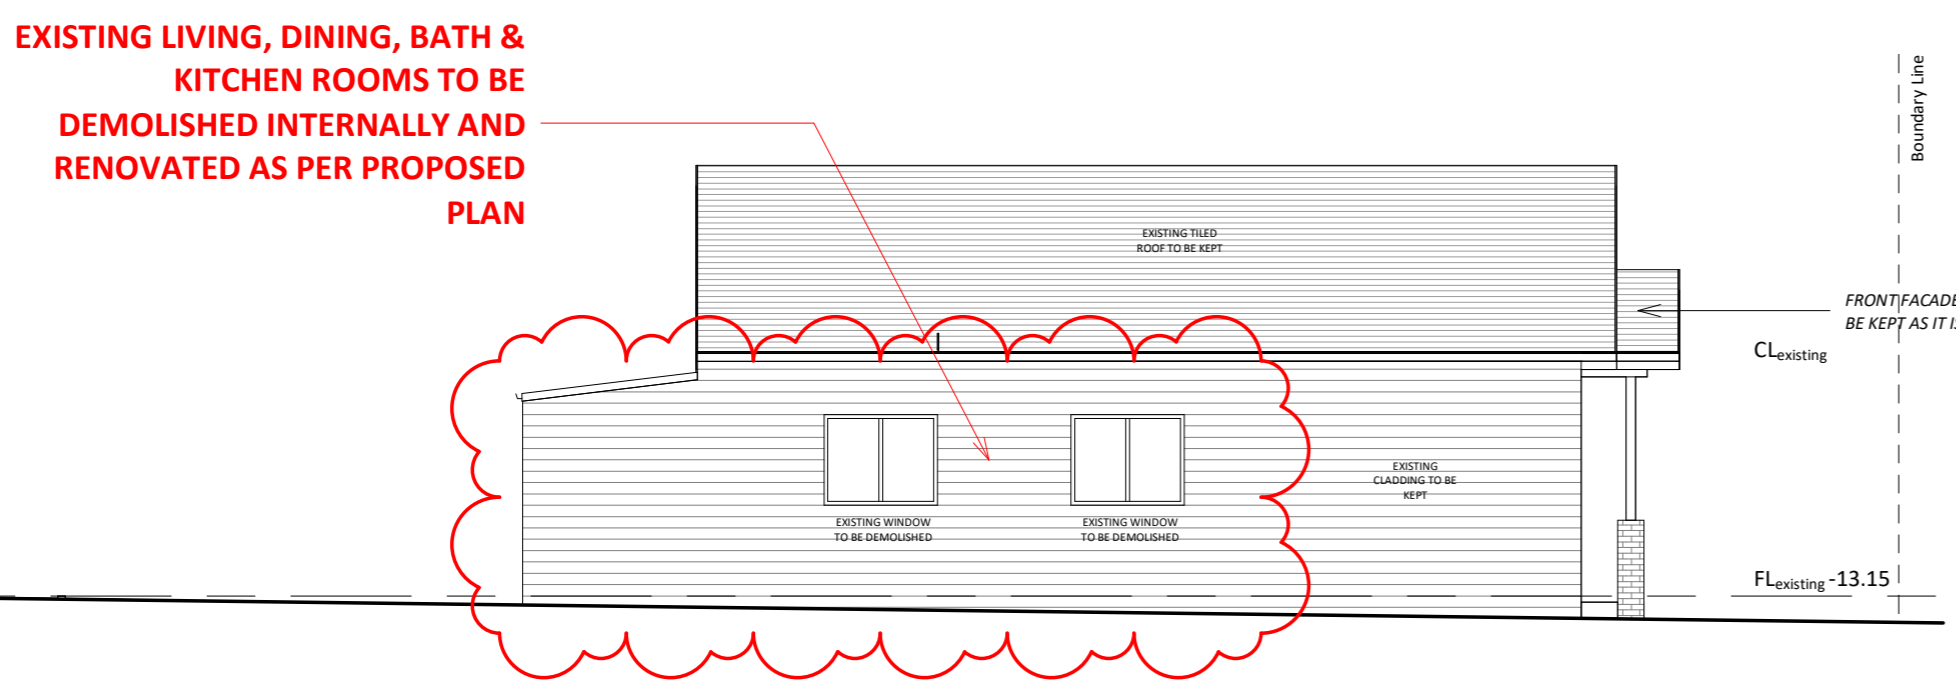 EXISTING LIVING, DINING, BATH &
KITCHEN ROOMS TO BE
DEMOLISHED INTERNALLY AND
RENOVATED AS PER PROPOSED
PLAN
Boundary Line
EXISTING TILED
ROOF TO BE KEPT
FRONT FACADE
BE KEPT AS IT IS
CLexisting
EXISTING
CLADDING TO BE
KEPT
EXISTING WINDOW
TO BE DEMOLISHED
EXISTING WINDOW
TO BE DEMOLISHED
FLexisting -13.15